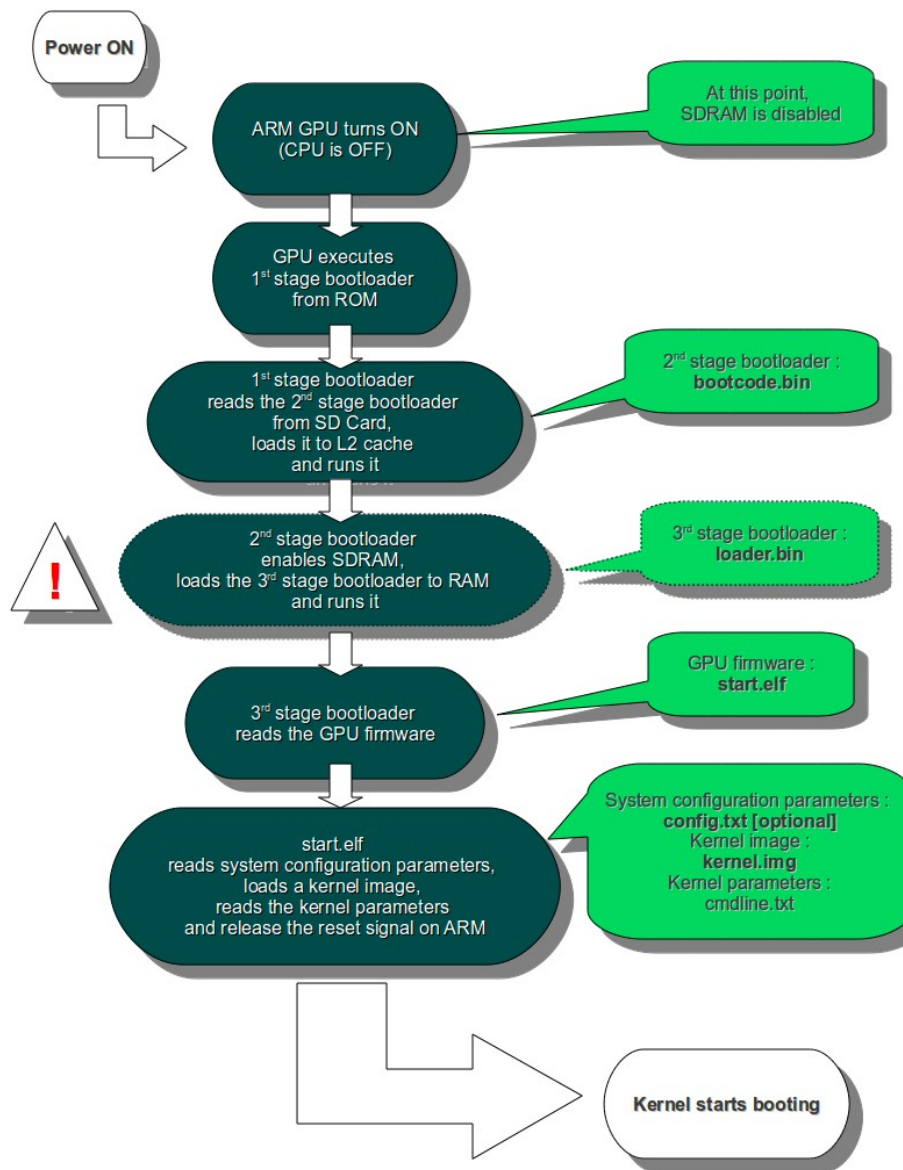 Power ON
ARM GPU turns ON
(CPU is OFF)
At this point,
SDRAM is disabled
GPU executes
1st stage bootloader
from ROM
1st stage bootloader
reads the 2nd stage bootloader
from SD Card,
loads it to L2 cache
and runs it
2nd stage bootloader :
bootcode.bin
2nd stage bootloader
enables SDRAM,
loads the 3rd stage bootloader to RAM
and runs it
3rd stage bootloader :
loader.bin
!
3rd stage bootloader
reads the GPU firmware
GPU firmware :
start.elf
start.elf
reads system configuration parameters,
loads a kernel image,
reads the kernel parameters
and release the reset signal on ARM
System configuration parameters :
config.txt [optional]
Kernel image :
kernel.img
Kernel parameters :
cmdline.txt
Kernel starts booting